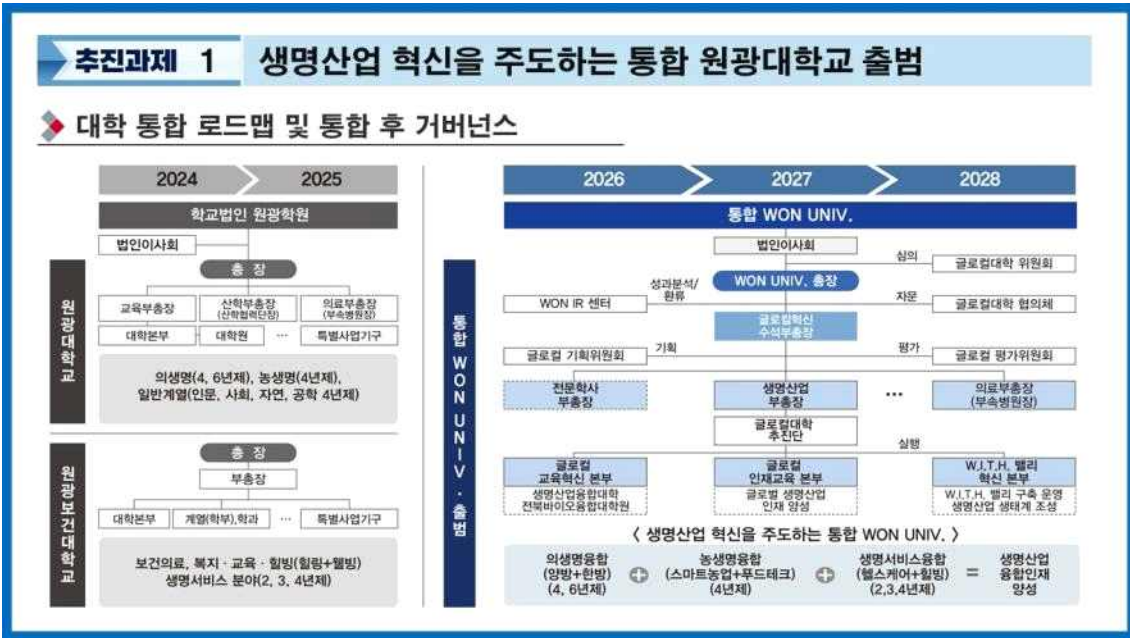 추진과제 1 생명산업 혁신을 주도하는 통합 원광대학교 출범
대학 통합 로드맵 및 통합 후 거버넌스
2024 2025
학교법인 원광학원
법인이사회
원광대학교
총 장
교육부총장
산학부총장
(산학협력단장)
의료부총장
(부속병원장)
대학본부
대학원
…
특별사업기구
의생명(4, 6년제), 농생명(4년제),
일반계열(인문, 사회, 자연, 공학 4년제)
원광보건대학교
총 장
부총장
대학본부
계열(학부),학과
…
특별사업기구
보건의료, 복지 · 교육 · 힐빙(힐링+웰빙)
생명서비스 분야(2, 3, 4년제)
통합 WON UNIV. 출범
2026 2027 2028
통합 WON UNIV.
법인이사회
심의
글로컬대학 위원회
성과분석/
환류
WON UNIV. 총장
WON IR 센터
자문
글로컬대학 협의체
글로컬혁신
수석부총장
글로컬 기획위원회
기획
평가
글로컬 평가위원회
전문학사
부총장
생명산업
부총장
…
의료부총장
(부속병원장)
글로컬대학
추진단
실행
글로컬
교육혁신 본부
생명산업융합대학
전북바이오융합대학원
글로컬
인재교육 본부
글로벌 생명산업
인재 양성
W.I.T.H. 밸리
혁신 본부
W.I.T.H. 밸리 구축 운영
생명산업 생태계 조성
〈 생명산업 혁신을 주도하는 통합 WON UNIV. 〉
의생명융합
(양방+한방)
(4, 6년제)
+
농생명융합
(스마트농업+푸드테크)
(4년제)
+
생명서비스융합
(헬스케어+힐빙)
(2,3,4년제)
=
생명산업
융합인재
양성